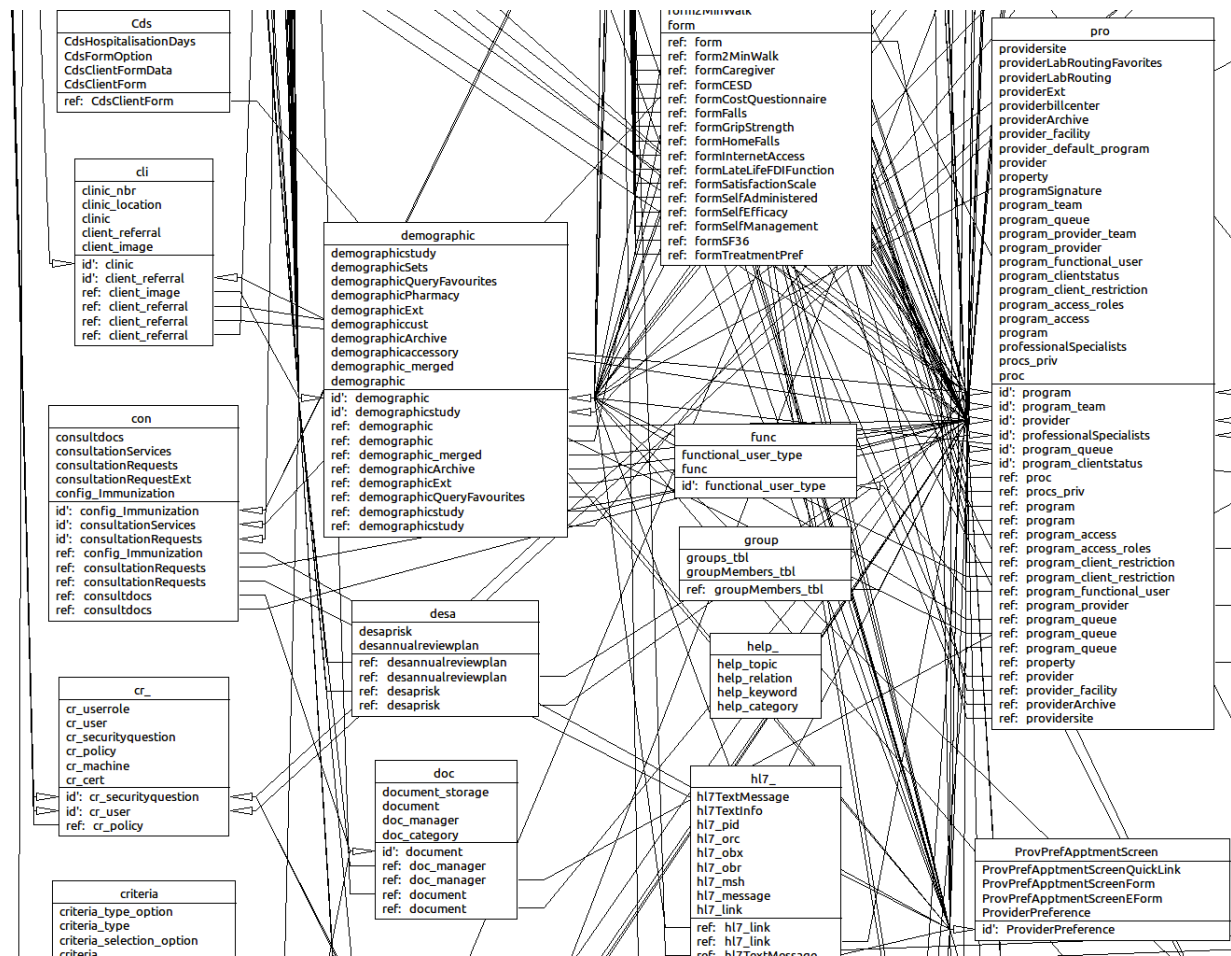 Cds
CdsHospitalisationDays
CdsFormOption
CdsClientFormData
CdsClientForm
ref: CdsClientForm
cli
clinic_nbr
clinic_location
clinic
client_referral
client_image
id': clinic
id': client_referral
ref: client_image
ref: client_referral
ref: client_referral
ref: client_referral
con
consultdocs
consultationServices
consultationRequests
consultationRequestExt
config_Immunization
id': config_Immunization
id': consultationServices
id': consultationRequests
ref: config_Immunization
ref: consultationRequests
ref: consultationRequests
ref: consultdocs
ref: consultdocs
cr_
cr_userrole
cr_user
cr_securityquestion
cr_policy
cr_machine
cr_cert
id': cr_securityquestion
id': cr_user
ref: cr_policy
criteria
criteria_type_option
criteria_type
criteria_selection_option
criteria
demographic
demographicstudy
demographicSets
demographicQueryFavourites
demographicPharmacy
demographicExt
demographiccust
demographicArchive
demographicaccessory
demographic_merged
demographic
id': demographic
id': demographicstudy
ref: demographic
ref: demographic
ref: demographic_merged
ref: demographicArchive
ref: demographicExt
ref: demographicQueryFavourites
ref: demographicstudy
ref: demographicstudy
desa
desaprisk
desannualreviewplan
ref: desannualreviewplan
ref: desannualreviewplan
ref: desaprisk
ref: desaprisk
doc
document_storage
document
doc_manager
doc_category
id': document
ref: doc_manager
ref: doc_manager
ref: document
ref: document
form2MinWalk
form
ref: form
ref: form2MinWalk
ref: formCaregiver
ref: formCESD
ref: formCostQuestionnaire
ref: formFalls
ref: formGripStrength
ref: formHomeFalls
ref: formInternetAccess
ref: formLateLifeFDIFunction
ref: formSatisfactionScale
ref: formSelfAdministered
ref: formSelfEfficacy
ref: formSelfManagement
ref: formSF36
ref: formTreatmentPref
func
functional_user_type
func
id': functional_user_type
group
groups_tbl
groupMembers_tbl
ref: groupMembers_tbl
help_
help_topic
help_relation
help_keyword
help_category
hl7_
hl7TextMessage
hl7TextInfo
hl7_pid
hl7_orc
hl7_obx
hl7_obr
hl7_msh
hl7_message
hl7_link
ref: hl7_link
ref: hl7_link
ref: hl7TextMessage
pro
providersite
providerLabRoutingFavorites
providerLabRouting
providerExt
providerbillcenter
providerArchive
provider_facility
provider_default_program
provider
property
programSignature
program_team
program_queue
program_provider_team
program_provider
program_functional_user
program_clientstatus
program_client_restriction
program_access_roles
program_access
program
professionalSpecialists
procs_priv
proc
id': program
id': program_team
id': provider
id': professionalSpecialists
id': program_queue
id': program_clientstatus
ref: proc
ref: procs_priv
ref: program
ref: program
ref: program_access
ref: program_access_roles
ref: program_client_restriction
ref: program_client_restriction
ref: program_functional_user
ref: program_provider
ref: program_queue
ref: program_queue
ref: program_queue
ref: property
ref: provider
ref: provider_facility
ref: providerArchive
ref: providersite
ProvPrefApptmentScreen
ProvPrefApptmentScreenQuickLink
ProvPrefApptmentScreenForm
ProvPrefApptmentScreenEForm
ProviderPreference
id': ProviderPreference